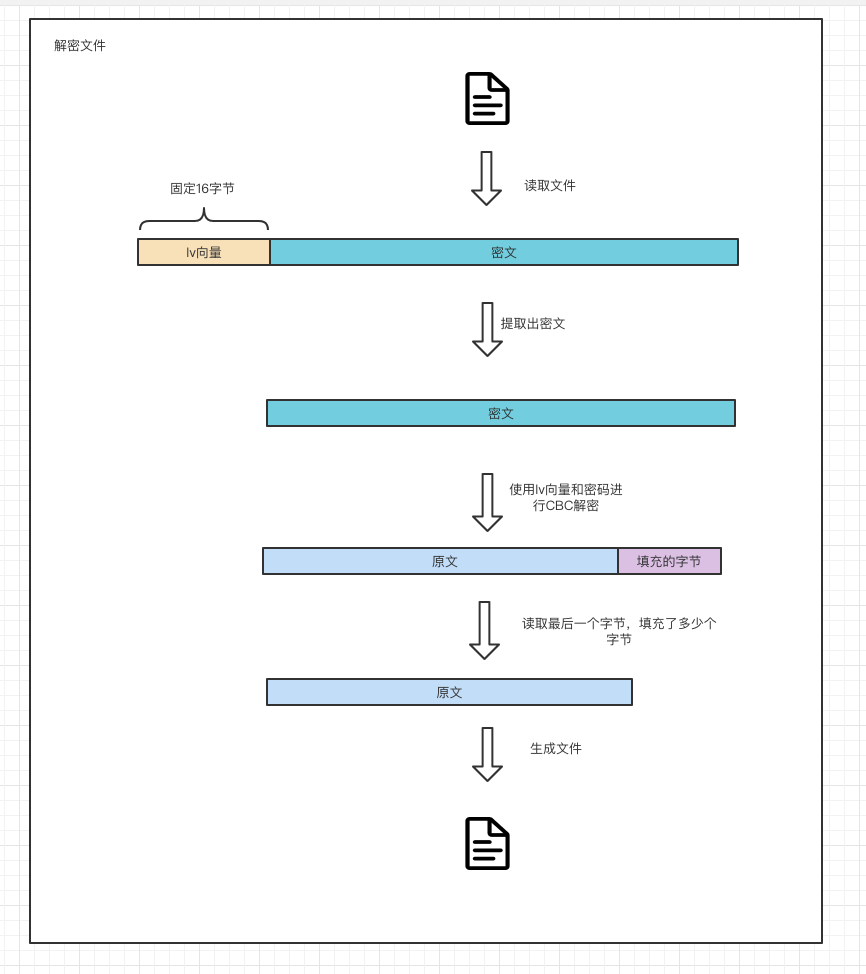 解密文件
读取文件
固定16字节
Iv向量
密文
提取出密文
密文
使用Iv向量和密码进
行CBC解密
原文
填充的字节
读取最后一个字节，填充了多少个
字节
原文
生成文件